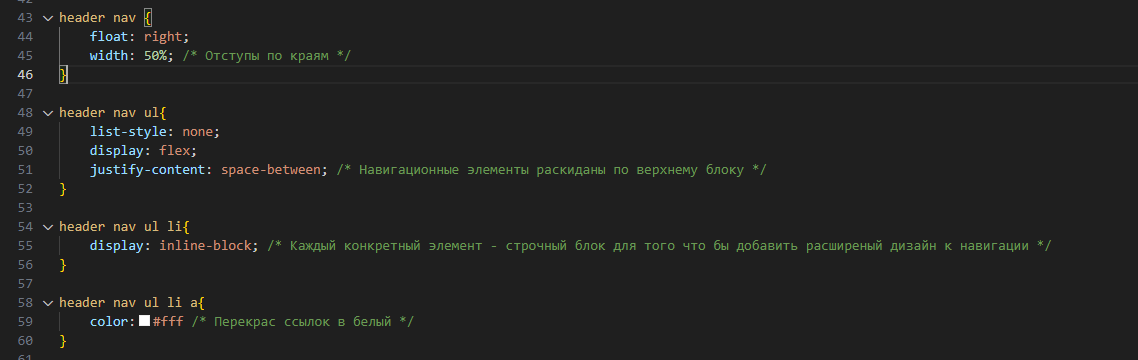 43 header nav {
44 float: right;
45 width: 50%; /* Отступы по краям */
46 }
47
48 header nav ul{
49 list-style: none;
50 display: flex;
51 justify-content: space-between; /* Навигационные элементы раскиданы по верхнему блоку */
52 }
53
54 header nav ul li{
55 display: inline-block; /* Каждый конкретный элемент - строчный блок для того что бы добавить расширеный дизайн к навигации */
56 }
57
58 header nav ul li a{
59 color: #fff /* Перекрас ссылок в белый */
60 }